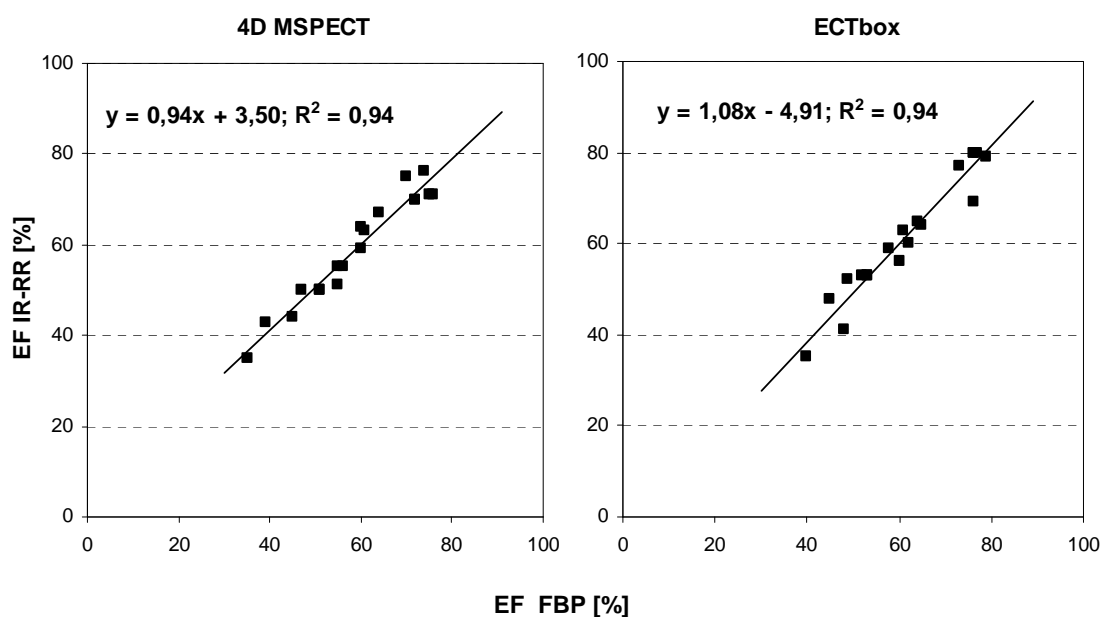 4D MSPECT
y = 0,94x + 3,50; R² = 0,94
100
80
60
40
20
0
0 20 40 60 80 100
EF IR-RR [%]
ECTbox
y = 1,08x - 4,91; R² = 0,94
100
80
60
40
20
0
0 20 40 60 80 100
EF FBP [%]